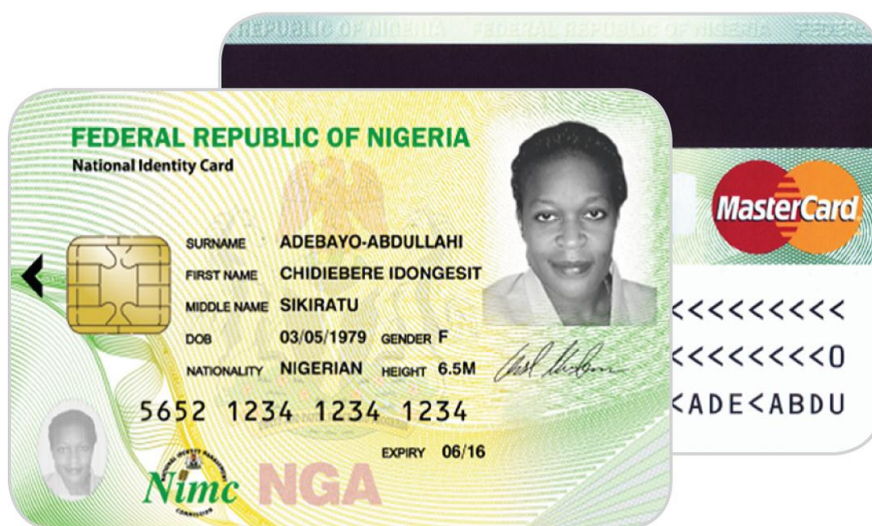 REPUBLIC OF NIGERIA FEDERAL REPUBLIC OF NIGERIA FEDERAL
FEDERAL REPUBLIC OF NIGERIA
National Identity Card
SURNAME ADEBAYO-ABDULLAHI
FIRST NAME CHIDIEBERE IDONGESIT
MIDDLE NAME SIKIRATU
DOB 03/05/1979 GENDER F
NATIONALITY NIGERIAN HEIGHT 6.5M
5652 1234 1234 1234
EXPIRY 06/16
Nimc NGA
COMMISSION
MasterCard
<<<<<<<<<
<<<<<<<<O
<ADE<ABDU